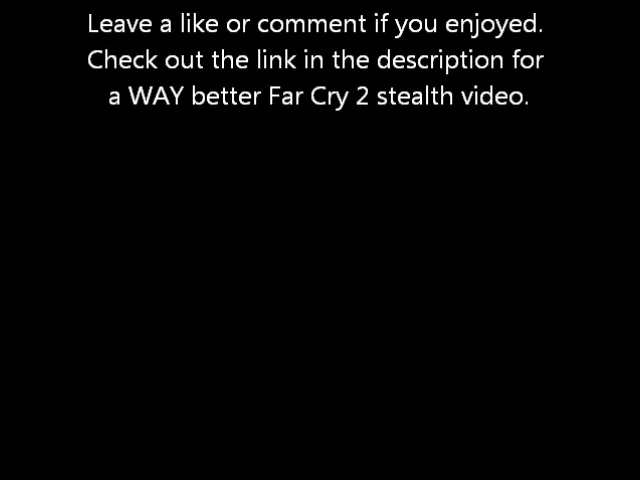 Leave a like or comment if you enjoyed.
Check out the link in the description for
a WAY better Far Cry 2 stealth video.